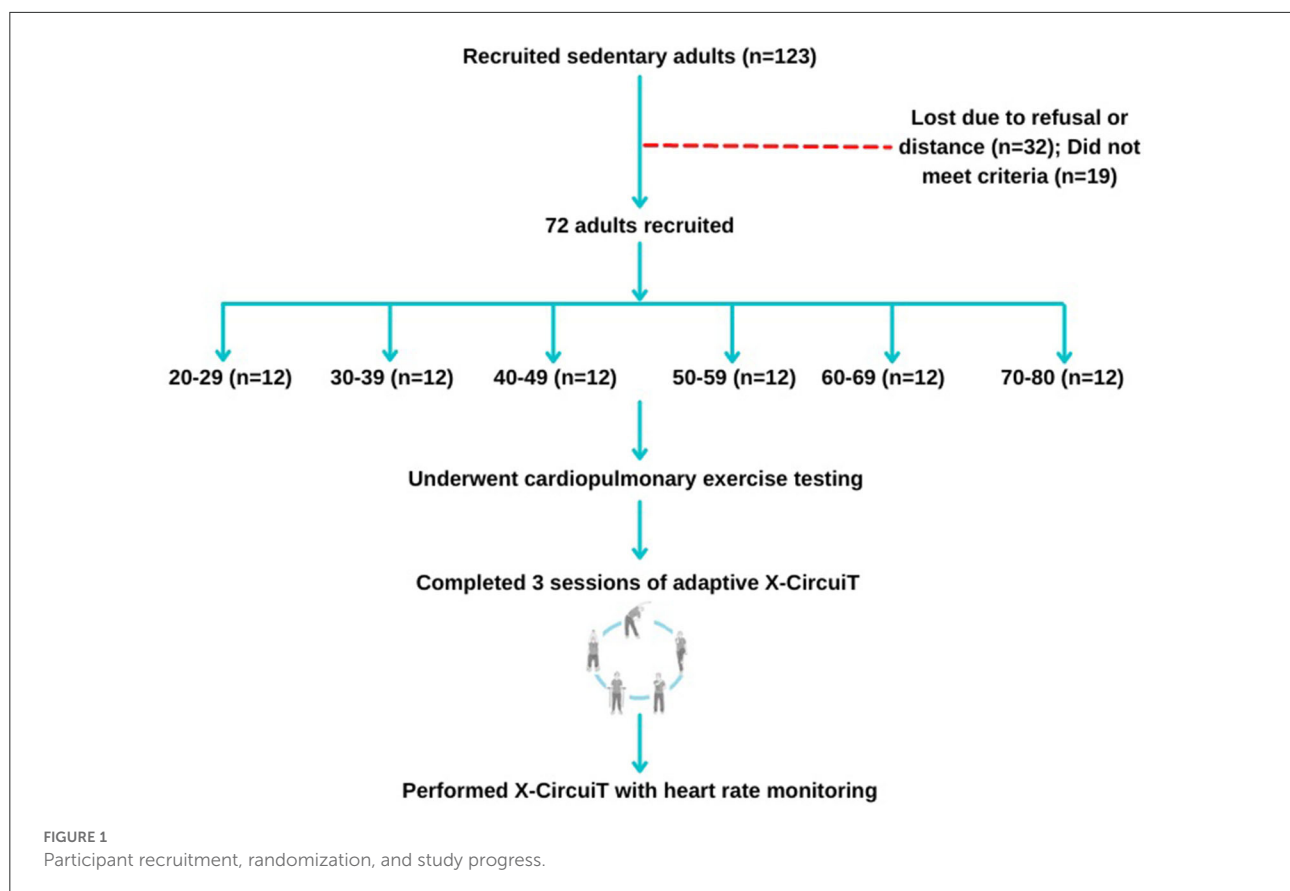 Recruited sedentary adults (n=123)
Lost due to refusal or
distance (n=32); Did not
meet criteria (n=19)
72 adults recruited
20-29 (n=12) 30-39 (n=12) 40-49 (n=12) 50-59 (n=12) 60-69 (n=12) 70-80 (n=12)
Underwent cardiopulmonary exercise testing
Completed 3 sessions of adaptive X-CircuiT
Performed X-CircuiT with heart rate monitoring
FIGURE 1
Participant recruitment, randomization, and study progress.